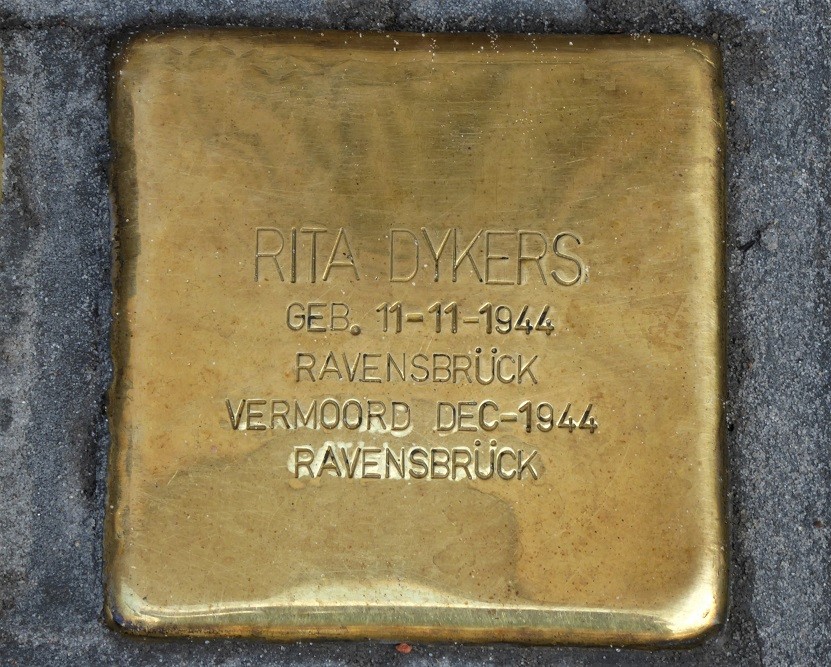 RITA DYKERS
GEB. 11-11-1944
RAVENSBRÜCK
VERMOORD DEC-1944
RAVENSBRÜCK